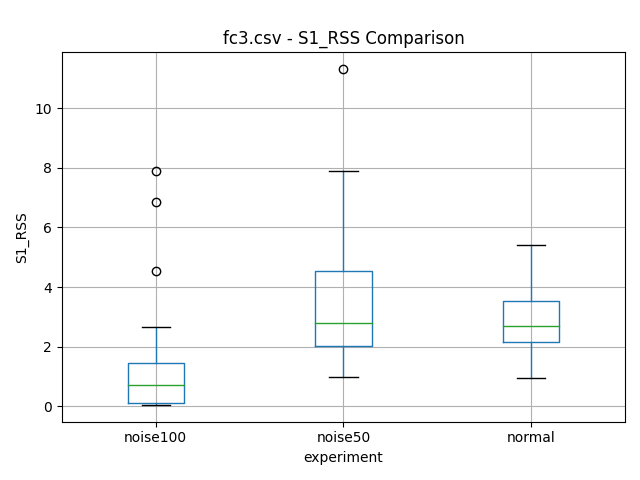 fc3.csv - S1_RSS Comparison
S1_RSS
10
8
6
4
2
0
noise100
noise50
normal
experiment